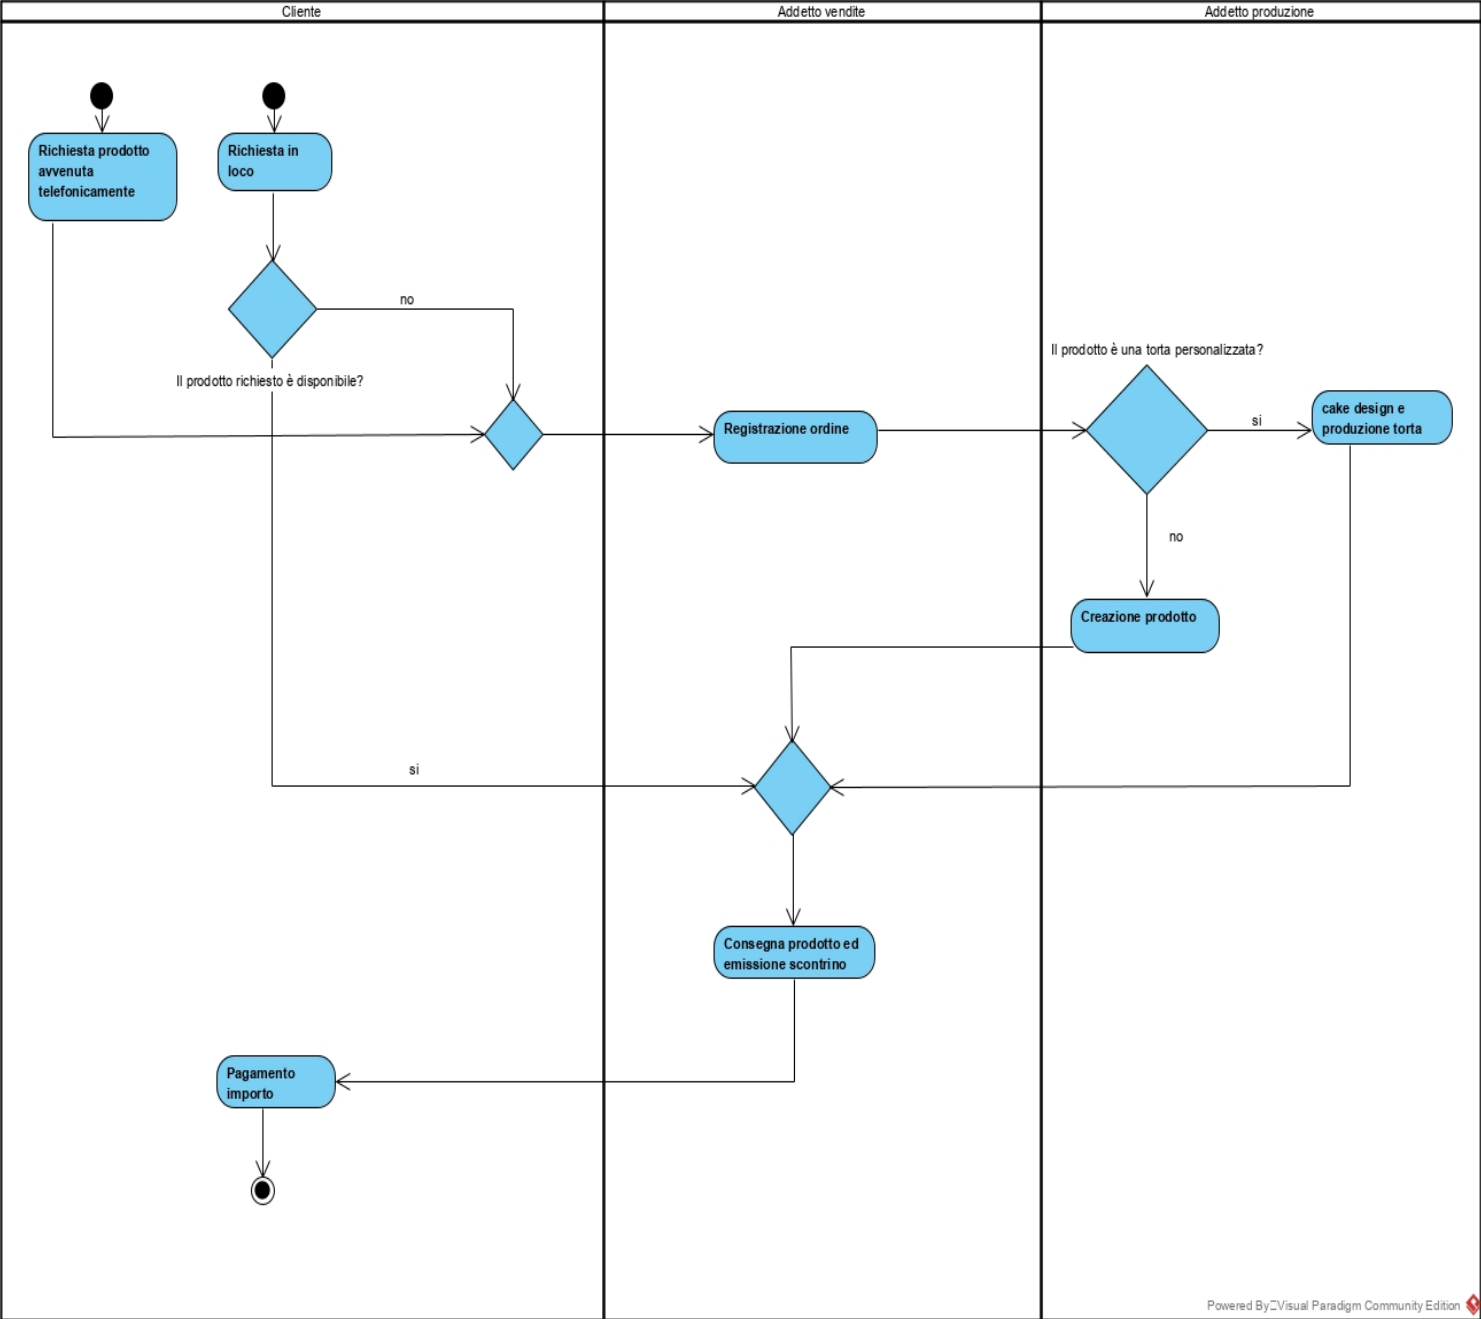 Cliente
Addetto vendite
Addetto produzione
Richiesta prodotto
avvenuta
telefonicamente
Richiesta in
loco
no
Il prodotto richiesto è disponibile?
Registrazione ordine
Il prodotto è una torta personalizzata?
si
cake design e
produzione torta
no
Creazione prodotto
si
Consegna prodotto ed
emissione scontrino
Pagamento
importo
Powered By Visual Paradigm Community Edition